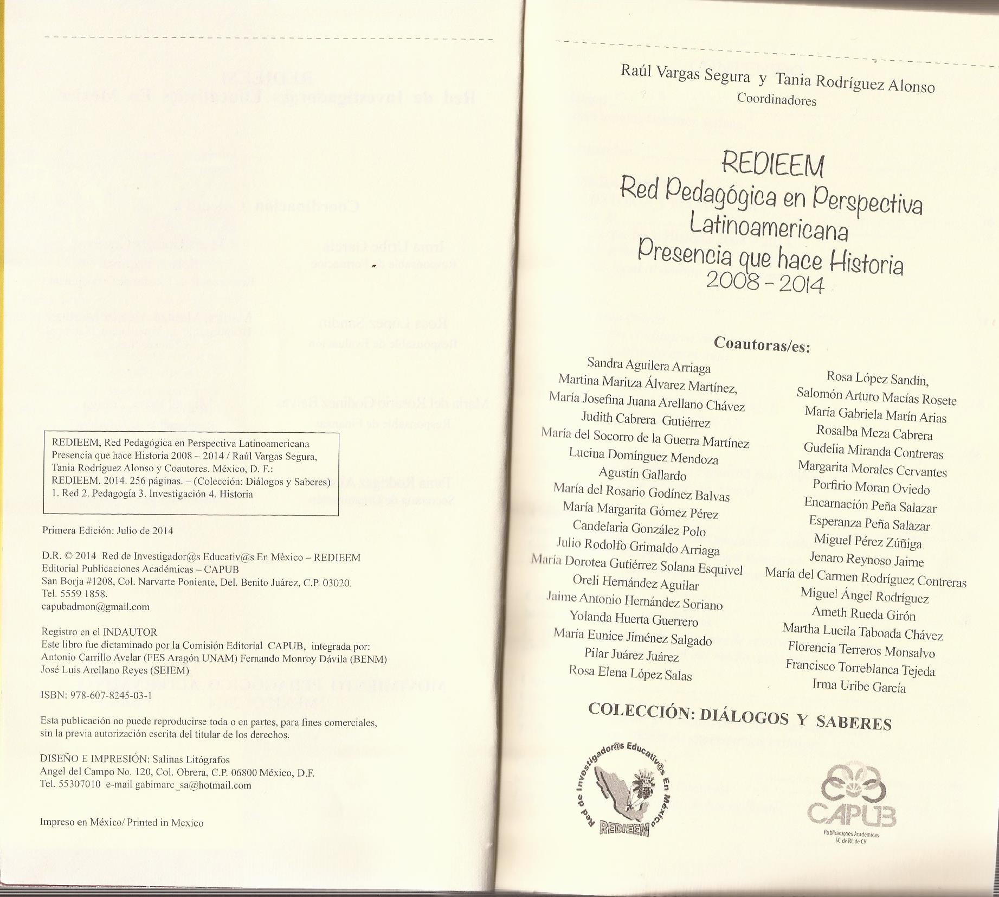 REDIEEM, Red Pedagógica en Perspectiva Latinoamericana
Presencia que hace Historia 2008 – 2014 / Raúl Vargas Segura,
Tania Rodríguez Alonso y Coautores. México, D. F.:
REDIEEM. 2014. 256 páginas. – (Colección: Diálogos y Saberes)
1. Red 2. Pedagogía 3. Investigación 4. Historia
Primera Edición: Julio de 2014
D.R. © 2014 Red de Investigador@s Educativ@s En Mèxico – REDIEEM
Editorial Publicaciones Académicas – CAPUB
San Borja #1208, Col. Narvarte Poniente, Del. Benito Juárez, C.P. 03020.
Tel. 5559 1858.
capubadmon@gmail.com
Registro en el INDAUTOR
Este libro fue dictaminado por la Comisión Editorial CAPUB, integrada por:
Antonio Carrillo Avelar (FES Aragón UNAM) Fernando Monroy Dávila (BENM)
José Luis Arellano Reyes (SEIEM)
ISBN: 978-607-8245-03-1
Esta publicación no puede reproducirse toda o en partes, para fines comerciales,
sin la previa autorización escrita del titular de los derechos.
DISEÑO E IMPRESIÓN: Salinas Litógrafos
Angel del Campo No. 120, Col. Obrera, C.P. 06800 México, D.F.
Tel. 55307010 e-mail gabimarc_sa@hotmail.com
Impreso en México/ Printed in Mexico
Raúl Vargas Segura y Tania Rodríguez Alonso
Coordinadores
REDIEEM
Red Pedagógica en Perspectiva
Latinoamericana
Presencia que hace Historia
2008 – 2014
Coautoras/es:
Sandra Aguilera Arriaga
Martina Maritza Álvarez Martínez,
María Josefina Juana Arellano Chávez
Judith Cabrera Gutiérrez
María del Socorro de la Guerra Martínez
Lucina Domínguez Mendoza
Agustín Gallardo
María del Rosario Godínez Balvas
María Margarita Gómez Pérez
Candelaria González Polo
Julio Rodolfo Grimaldo Arriaga
María Dorotea Gutiérrez Solana Esquivel
Oreli Hernández Aguilar
Jaime Antonio Hernández Soriano
Yolanda Huerta Guerrero
María Eunice Jiménez Salgado
Pilar Juárez Juárez
Rosa Elena López Salas
Rosa López Sandín,
Salomón Arturo Macías Rosete
María Gabriela Marín Arias
Rosalba Meza Cabrera
Gudelia Miranda Contreras
Margarita Morales Cervantes
Porfirio Moran Oviedo
Encarnación Peña Salazar
Esperanza Peña Salazar
Miguel Pérez Zúñiga
Jenaro Reynoso Jaime
María del Carmen Rodríguez Contreras
Miguel Ángel Rodríguez
Ameth Rueda Girón
Martha Lucila Taboada Chávez
Florencia Terreros Monsalvo
Francisco Torreblanca Tejeda
Irma Uribe García
COLECCIÓN: DIÁLOGOS Y SABERES
Red de Investigador@s Educativ@s En México
REDIEEM
CAPUB
Publicaciones Académicas
SC de RL de CV